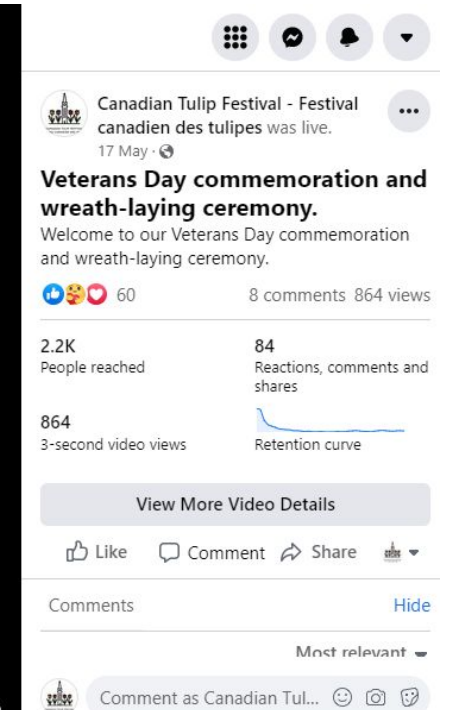 Canadian Tulip Festival - Festival
canadien des tulipes was live.
17 May ·
Veterans Day commemoration and
wreath-laying ceremony.
Welcome to our Veterans Day commemoration
and wreath-laying ceremony.
60 8 comments 864 views
2.2K 84
People reached Reactions, comments and
shares
864
3-second video views Retention curve
View More Video Details
Like Comment Share
Comments Hide
Most relevant
Comment as Canadian Tul...